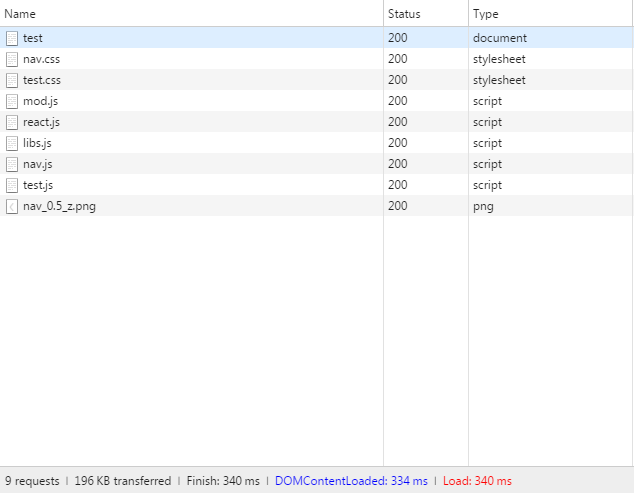 Name Status Type
test 200 document
nav.css 200 stylesheet
test.css 200 stylesheet
mod.js 200 script
react.js 200 script
libs.js 200 script
nav.js 200 script
test.js 200 script
nav_0.5_z.png 200 png
9 requests | 196 KB transferred | Finish: 340 ms | DOMContentLoaded: 334 ms | Load: 340 ms